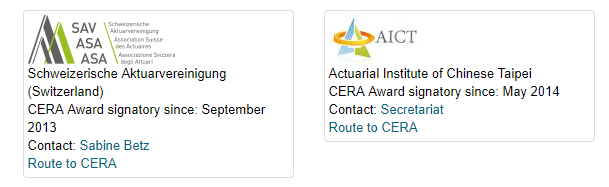 SAV
ASA
ASA
Schweizerische
Aktuarvereinigung
Association Suisse
des Actuaires
Associazione Svizzera
degli Attuari
Schweizerische Aktuarvereinigung
(Switzerland)
CERA Award signatory since: September
2013
Contact: Sabine Betz
Route to CERA
AICT
Actuarial Institute of Chinese Taipei
CERA Award signatory since: May 2014
Contact: Secretariat
Route to CERA